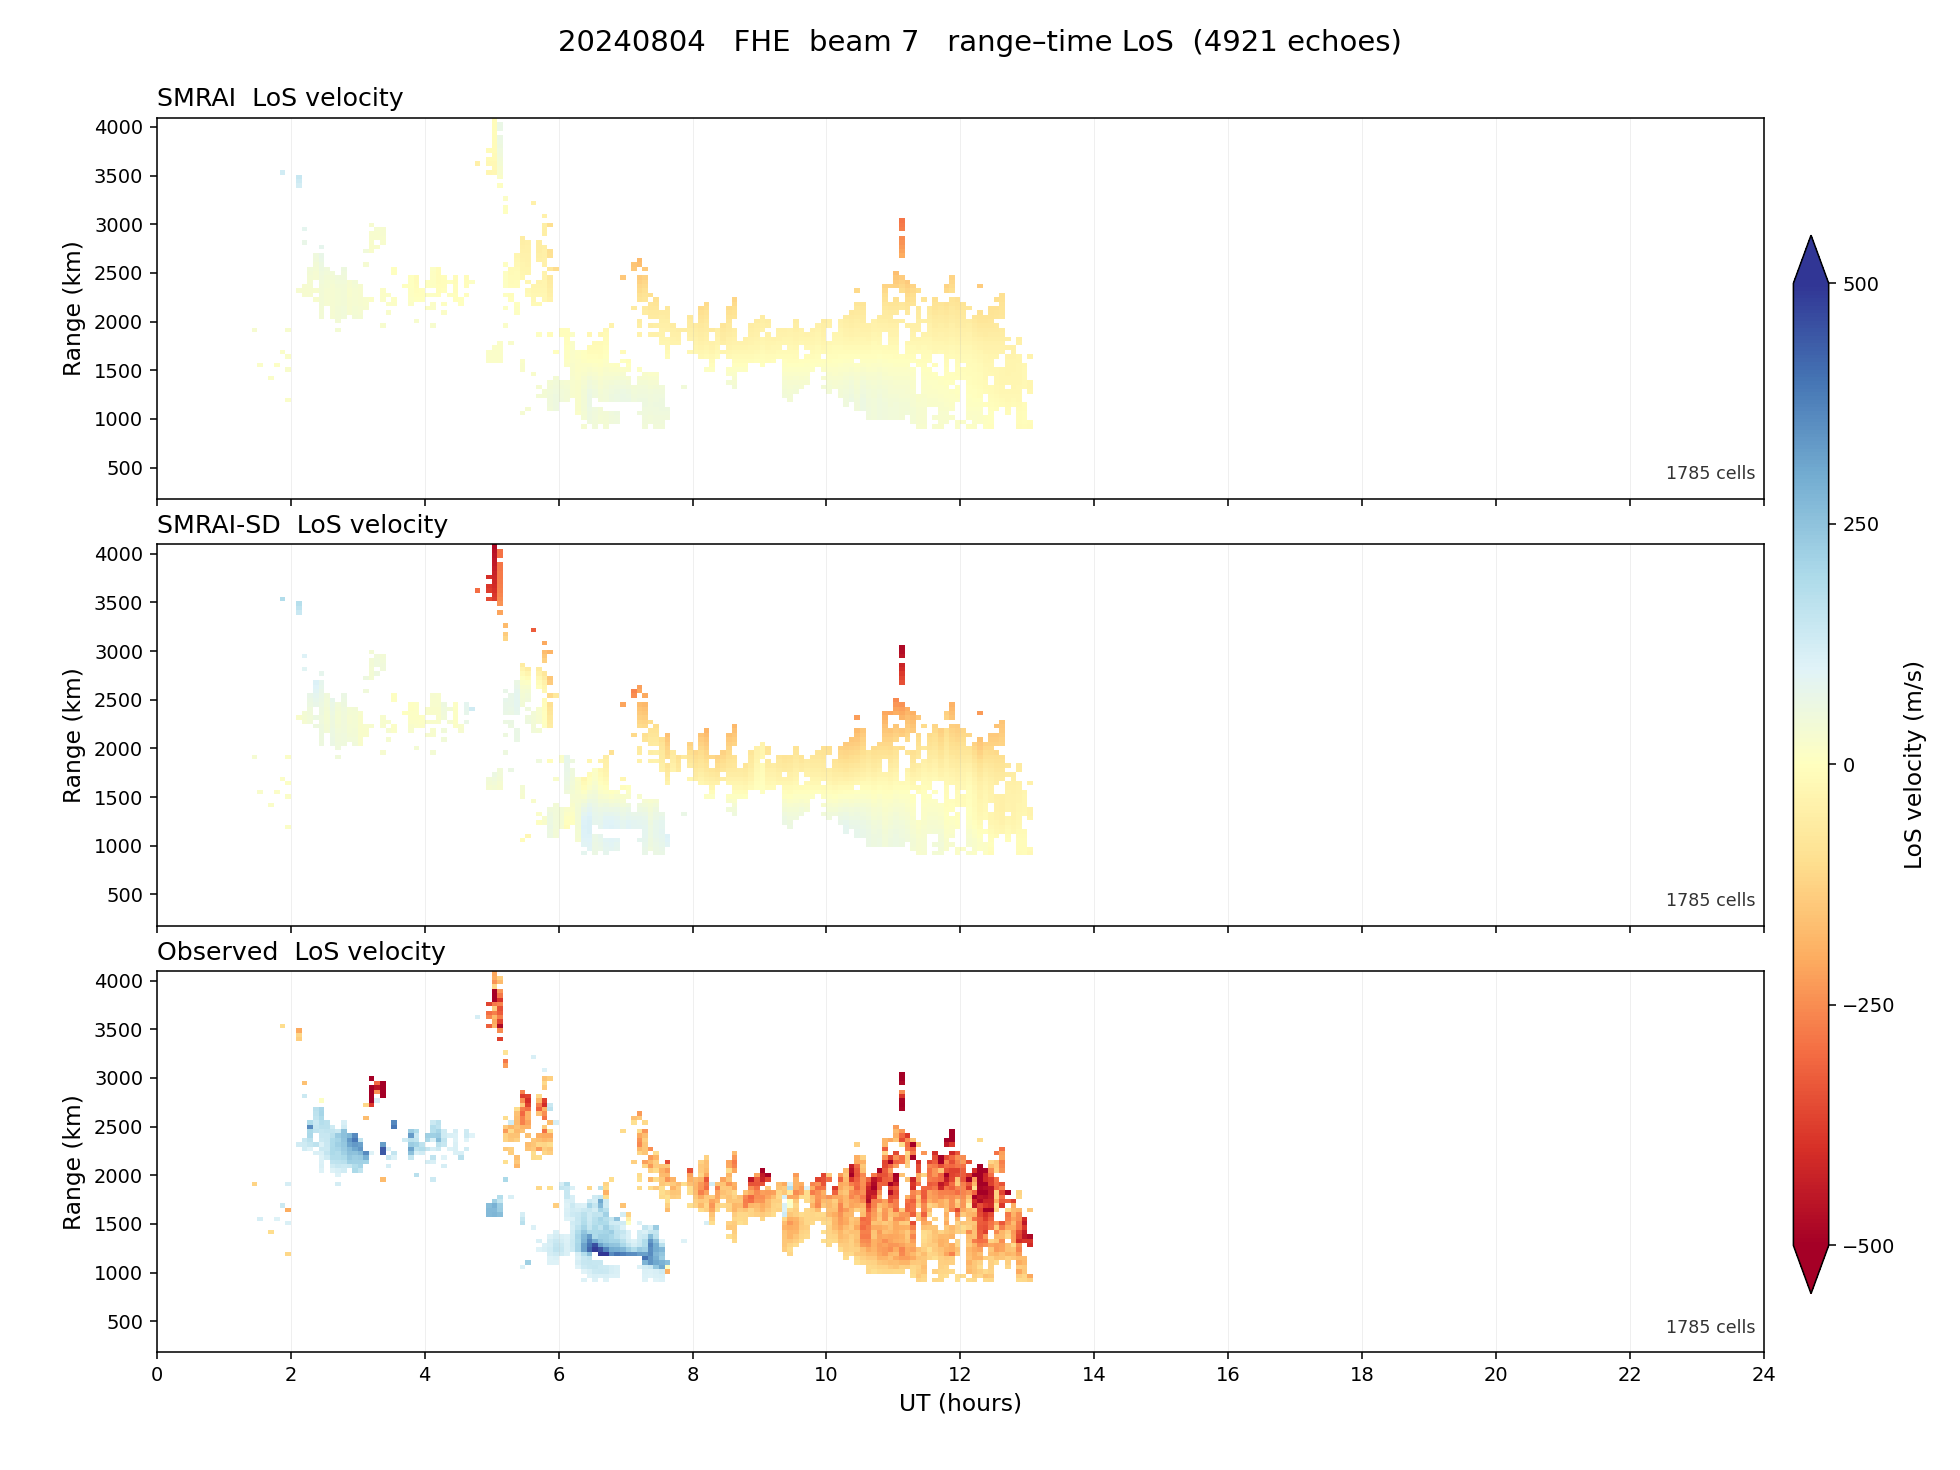 20240804   FHE  beam 7   range–time LoS  (4921 echoes)
SMRAI  LoS velocity
4000
3500
3000
2500
2000
1500
1000
500
Range (km)
1785 cells
SMRAI-SD  LoS velocity
4000
3500
3000
2500
2000
1500
1000
500
Range (km)
1785 cells
Observed  LoS velocity
4000
3500
3000
2500
2000
1500
1000
500
Range (km)
1785 cells
0 2 4 6 8 10 12 14 16 18 20 22 24
UT (hours)
500
250
0
−250
−500
LoS velocity (m/s)